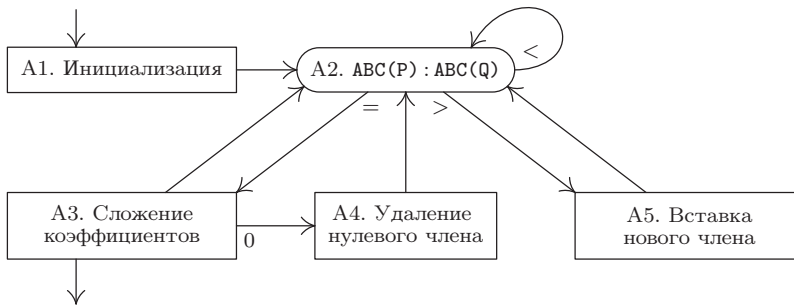 A1. Инициализация
A2. ABC(P) : ABC(Q)
<
=
>
A3. Сложение
коэффициентов
0
A4. Удаление
нулевого члена
A5. Вставка
нового члена